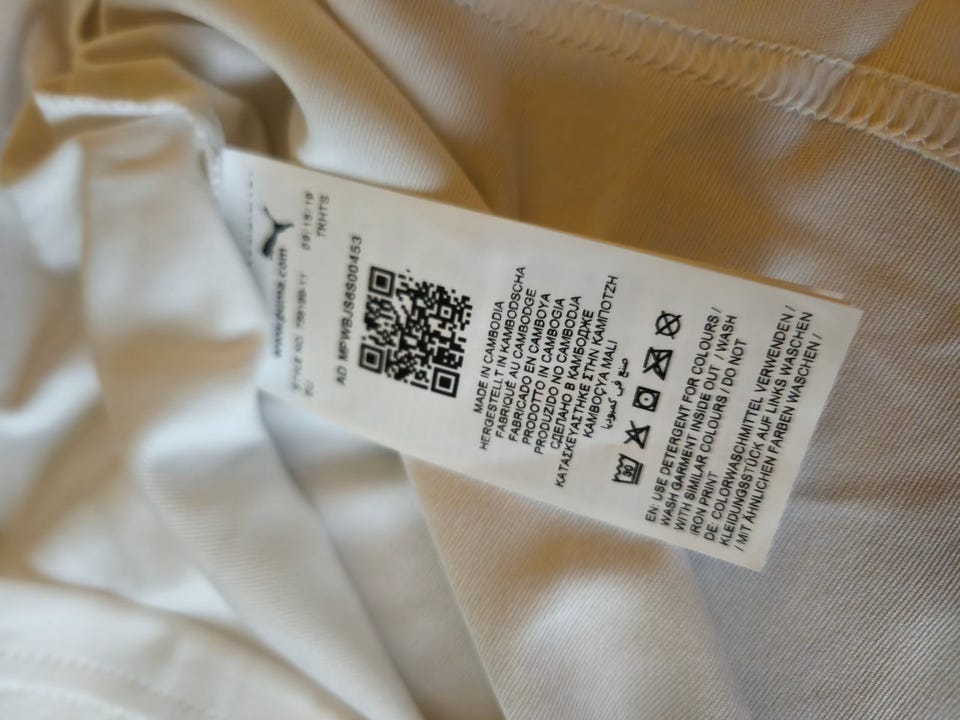 www.puma.com
09/15/19
TKHTS
STYLE NO
AD MPWBJS6S00453
MADE IN CAMBODIA
HERGESTELLT IN KAMBODSCHA
FABRIQUÉ AU CAMBODGE
FABRICADO EN CAMBOYA
PRODOTTO IN CAMBOGIA
PRODUZIDO NO CAMBODJA
СДЕЛАНО В КАМБОДЖЕ
ΚΑΤΑΣΚΕΥΑΣΤΗΚΕ ΣΤΗΝ ΚΑΜΠΟΤΖΗ
KAMBOÇYA MALI
صنع في كمبوديا
30
EN: USE DETERGENT FOR COLOURS /
WASH GARMENT INSIDE OUT / WASH
WITH SIMILAR COLOURS / DO NOT
IRON PRINT
DE: COLORWASCHMITTEL VERWENDEN /
KLEIDUNGSSTÜCK AUF LINKS WASCHEN
/ MIT ÄHNLICHEN FARBEN WASCHEN /